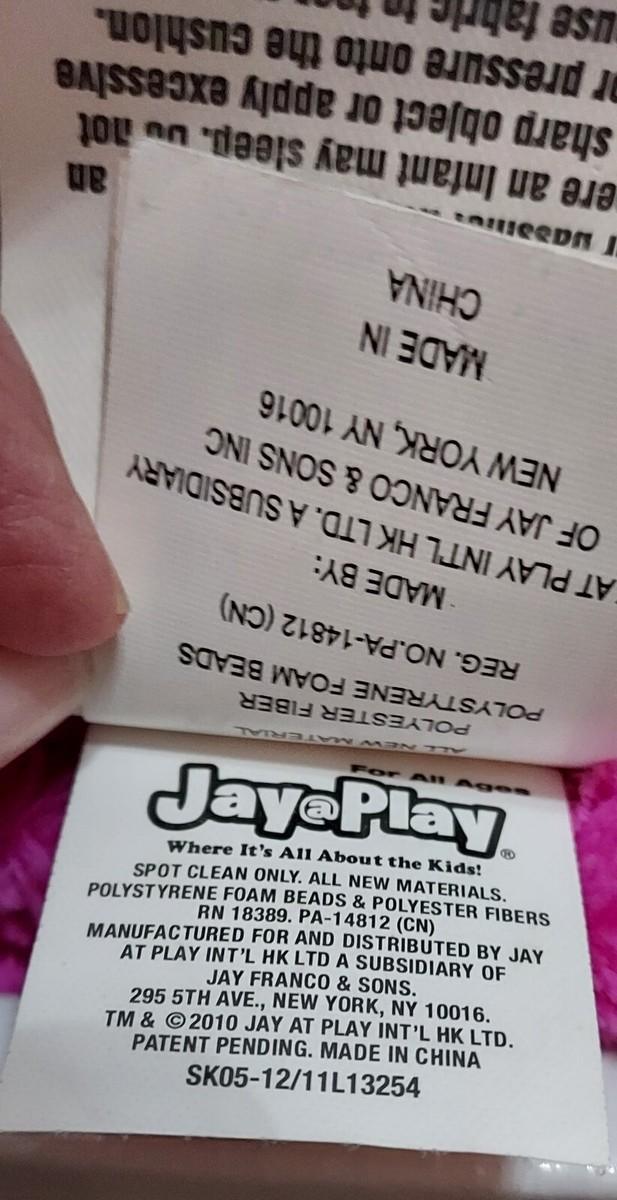 For All Ages
Jay@Play®
Where It's All About the Kids!
SPOT CLEAN ONLY. ALL NEW MATERIALS.
POLYSTYRENE FOAM BEADS & POLYESTER FIBERS
RN 18389. PA-14812 (CN)
MANUFACTURED FOR AND DISTRIBUTED BY JAY
AT PLAY INT'L HK LTD A SUBSIDIARY OF
JAY FRANCO & SONS.
295 5TH AVE., NEW YORK, NY 10016.
TM & ©2010 JAY AT PLAY INT'L HK LTD.
PATENT PENDING. MADE IN CHINA
SK05-12/11L13254
ALL NEW MATERIAL
POLYESTER FIBER
POLYSTYRENE FOAM BEADS
REG. NO.PA-14812 (CN)
MADE BY:
AT PLAY INT'L HK LTD. A SUBSIDIARY
OF JAY FRANCO & SONS INC
NEW YORK, NY 10016
MADE IN
CHINA
an
an infant may sleep. Do not
sharp object or apply excessive
pressure onto the cushion.
fabric to